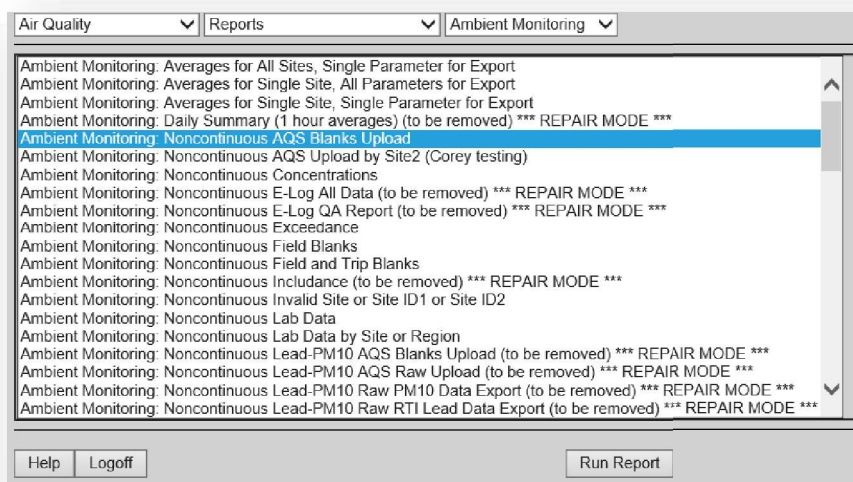 Air Quality Reports Ambient Monitoring
Ambient Monitoring: Averages for All Sites, Single Parameter for Export
Ambient Monitoring: Averages for Single Site, All Parameters for Export
Ambient Monitoring: Averages for Single Site, Single Parameter for Export
Ambient Monitoring: Daily Summary (1 hour averages) (to be removed) *** REPAIR MODE ***
Ambient Monitoring: Noncontinuous AQS Blanks Upload
Ambient Monitoring: Noncontinuous AQS Upload by Site2 (Corey testing)
Ambient Monitoring: Noncontinuous Concentrations
Ambient Monitoring: Noncontinuous E-Log All Data (to be removed) *** REPAIR MODE ***
Ambient Monitoring: Noncontinuous E-Log QA Report (to be removed) *** REPAIR MODE ***
Ambient Monitoring: Noncontinuous Exceedance
Ambient Monitoring: Noncontinuous Field Blanks
Ambient Monitoring: Noncontinuous Field and Trip Blanks
Ambient Monitoring: Noncontinuous Includance (to be removed) *** REPAIR MODE ***
Ambient Monitoring: Noncontinuous Invalid Site or Site ID1 or Site ID2
Ambient Monitoring: Noncontinuous Lab Data
Ambient Monitoring: Noncontinuous Lab Data by Site or Region
Ambient Monitoring: Noncontinuous Lead-PM10 AQS Blanks Upload (to be removed) *** REPAIR MODE ***
Ambient Monitoring: Noncontinuous Lead-PM10 AQS Raw Upload (to be removed) *** REPAIR MODE ***
Ambient Monitoring: Noncontinuous Lead-PM10 Raw PM10 Data Export (to be removed) *** REPAIR MODE ***
Ambient Monitoring: Noncontinuous Lead-PM10 Raw RTI Lead Data Export (to be removed) *** REPAIR MODE ***
Help Logoff Run Report